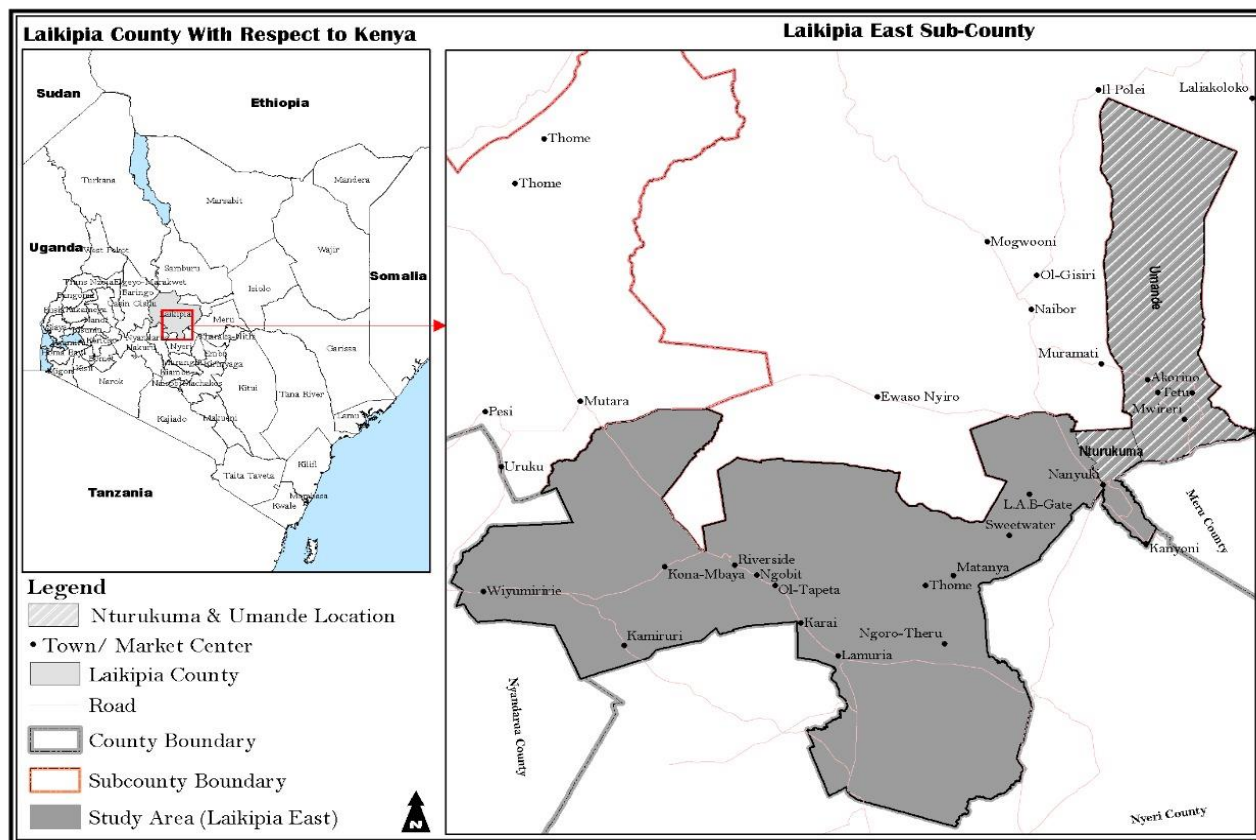 Laikipia County With Respect to Kenya
Sudan
Ethiopia
Turkana
Mandera
Marsabit
Uganda
West Pokot
Wajir
Samburu
Somalia
Isiolo
Baringo
Laikipia
Meru
Nyeri
Garissa
Narok
Kitui
Machakos
Tana River
Kajiado
Makueni
Lamu
Taita Taveta
Kilifi
Tanzania
Kwale
Legend
Nturukuma & Umande Location
Town/ Market Center
Laikipia County
Road
County Boundary
Subcounty Boundary
Study Area (Laikipia East)
N
Laikipia East Sub-County
Il-Polei
Laliakoloko
Thome
Thome
Mogwooni
Ol-Gisiri
Umande
Naibor
Muramati
Akorino
Tetu
Mwireri
Ewaso Nyiro
Mutara
Pesi
Uruku
Nturukuma
Nanyuki
L.A.B-Gate
Sweetwater
Meru County
Kanyoni
Riverside
Kona-Mbaya
Ngobit
Ol-Tapeta
Matanya
Thome
Wiyumiririe
Karai
Ngoro-Theru
Kamiruri
Lamuria
Nyandarua County
Nyeri County